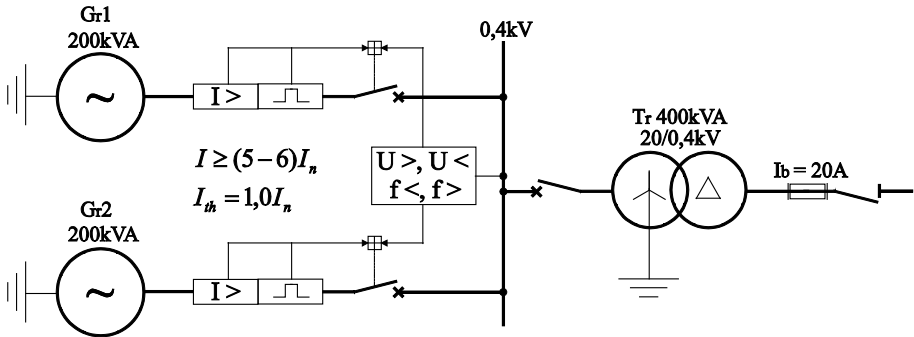 Gr1
200kVA
I >
0,4kV
I ≥ (5 – 6)Iₙ
Iₜₕ = 1,0Iₙ
U >, U <
f <, f >
Tr 400kVA
20/0,4kV
Ib = 20A
Gr2
200kVA
I >